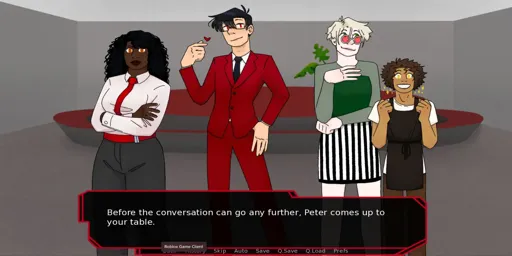 Before the conversation can go any further, Peter comes up to
your table.
Roblox Game Client
Skip Auto Save Q.Save Q.Load Prefs